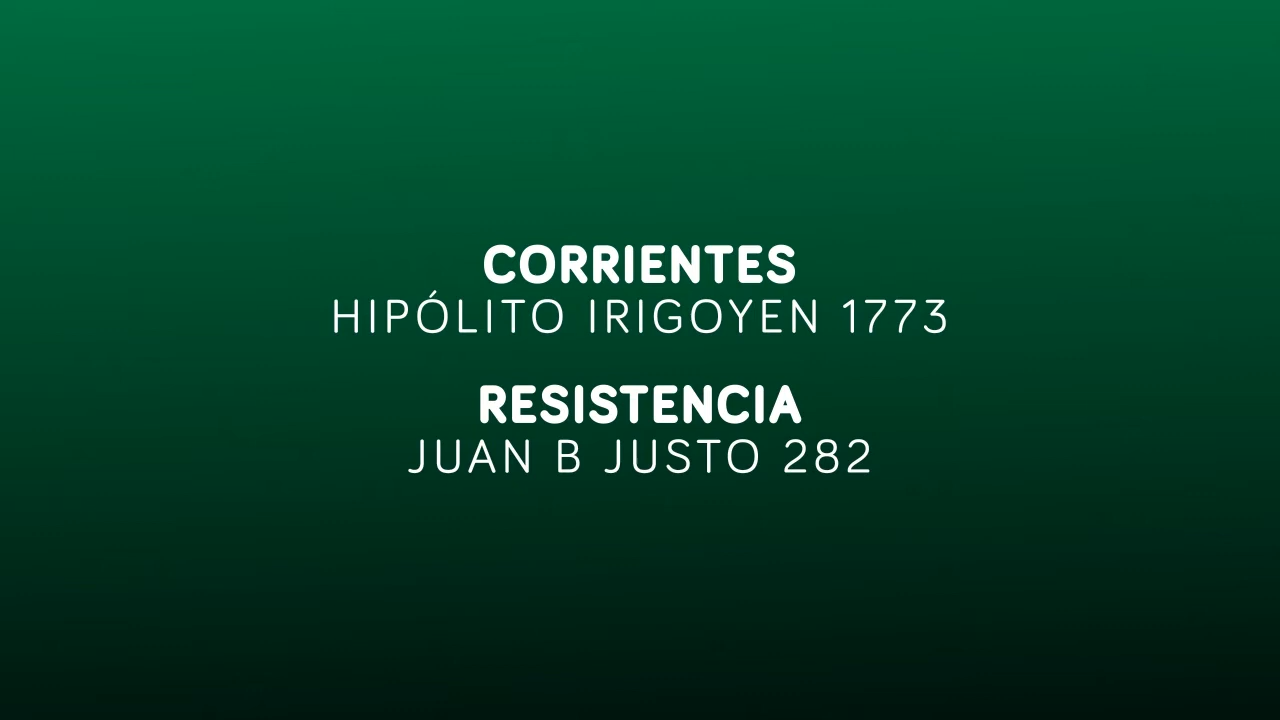 CORRIENTES
HIPÓLITO IRIGOYEN 1773
RESISTENCIA
JUAN B JUSTO 282